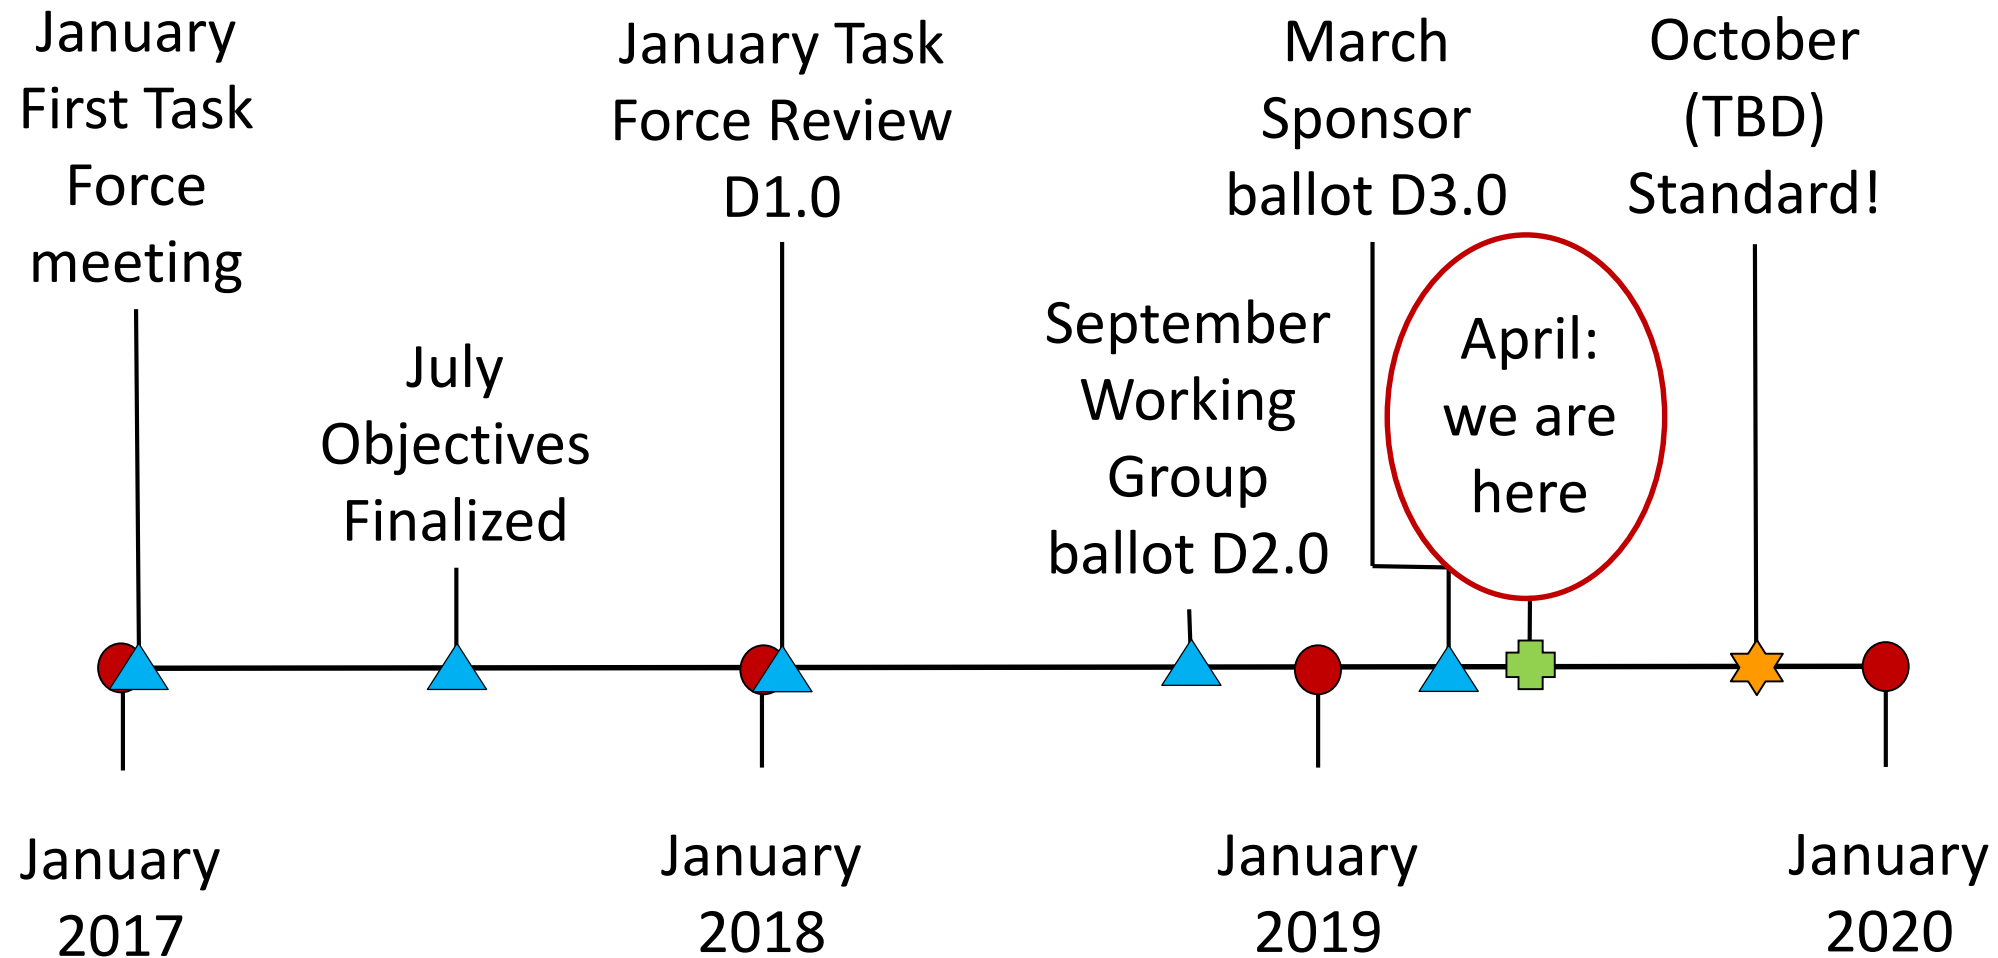 January
First Task
Force
meeting
July
Objectives
Finalized
January Task
Force Review
D1.0
September
Working
Group
ballot D2.0
March
Sponsor
ballot D3.0
April:
we are
here
October
(TBD)
Standard!
January
2017
January
2018
January
2019
January
2020